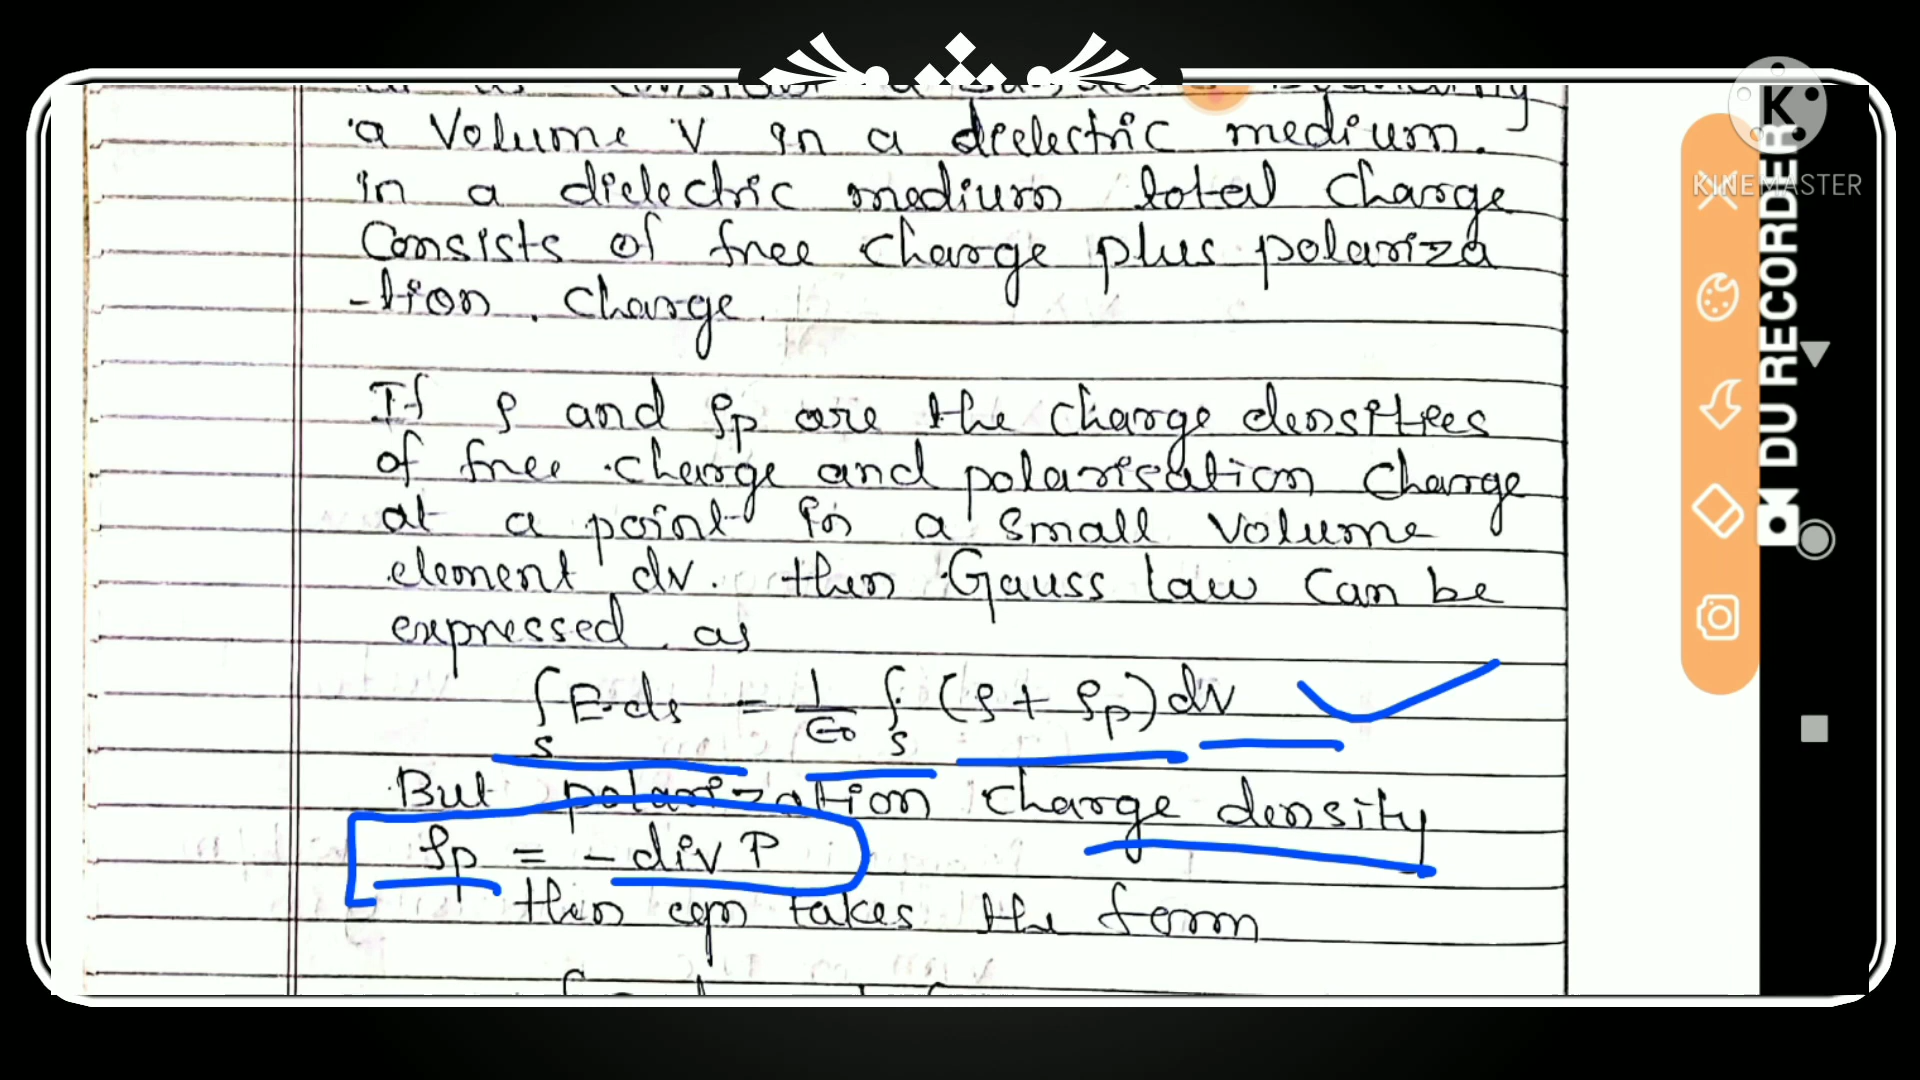 a volume V in a dielectric medium.
in a dielectric medium total charge
Consists of free charge plus polariza
-tion. charge.
If ρ and ρp are the charge densities
of free charge and polarisation charge
at a point in a small volume
element dv. then Gauss law can be
expressed as
∫S E.ds = 1/ε0 ∫S (ρ + ρp) dv
But polarization charge density
ρp = - div P
then eqn takes the form
K
KINEMASTER
DU RECORDER